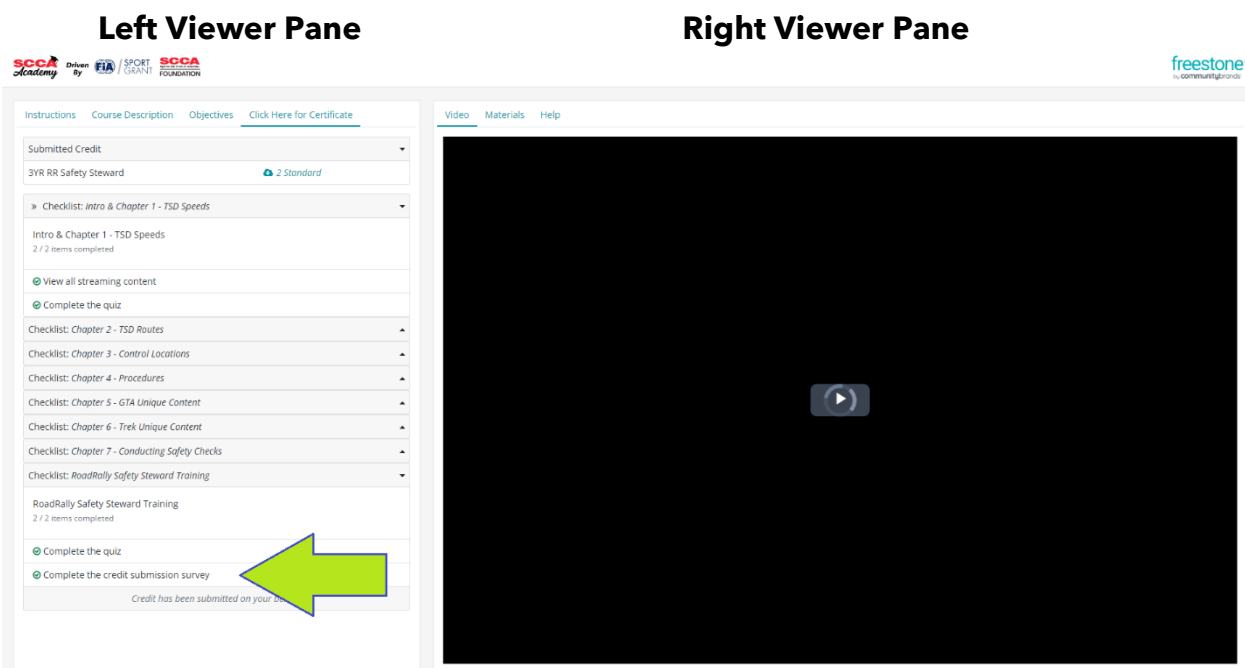 Left Viewer Pane
Right Viewer Pane
SCCA Academy
Driven By
FIA SPORT GRANT
SCCA FOUNDATION
freestone
by communitybrands
Instructions Course Description Objectives Click Here for Certificate
Submitted Credit
3YR RR Safety Steward 2 Standard
» Checklist: Intro & Chapter 1 - TSD Speeds
Intro & Chapter 1 - TSD Speeds
2 / 2 items completed
View all streaming content
Complete the quiz
Checklist: Chapter 2 - TSD Routes
Checklist: Chapter 3 - Control Locations
Checklist: Chapter 4 - Procedures
Checklist: Chapter 5 - GTA Unique Content
Checklist: Chapter 6 - Trek Unique Content
Checklist: Chapter 7 - Conducting Safety Checks
Checklist: RoadRally Safety Steward Training
RoadRally Safety Steward Training
2 / 2 items completed
Complete the quiz
Complete the credit submission survey
Credit has been submitted on your
Video Materials Help